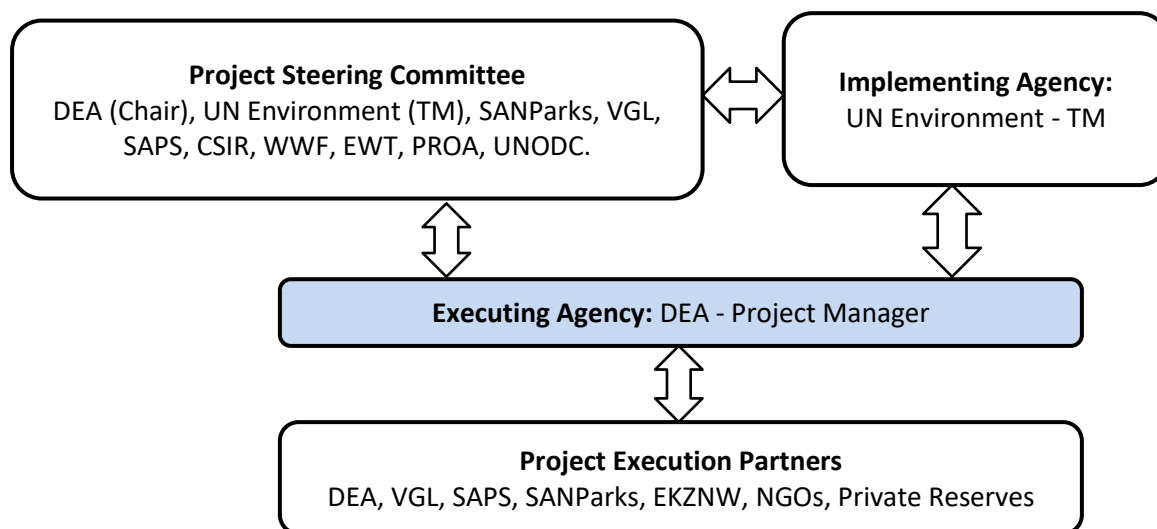 Project Steering Committee
DEA (Chair), UN Environment (TM), SANParks, VGL,
SAPS, CSIR, WWF, EWT, PROA, UNODC.
Implementing Agency:
UN Environment - TM
Executing Agency: DEA - Project Manager
Project Execution Partners
DEA, VGL, SAPS, SANParks, EKZNW, NGOs, Private Reserves